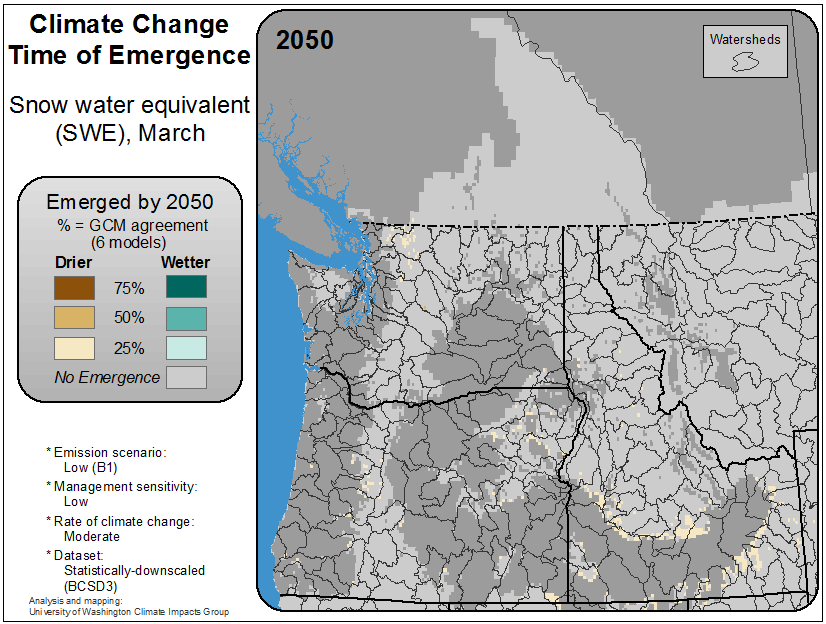 Climate Change
Time of Emergence
Snow water equivalent
(SWE), March
Emerged by 2050
% = GCM agreement
(6 models)
Drier Wetter
75%
50%
25%
No Emergence
* Emission scenario:
Low (B1)
* Management sensitivity:
Low
* Rate of climate change:
Moderate
* Dataset:
Statistically-downscaled
(BCSD3)
Analysis and mapping:
University of Washington Climate Impacts Group
2050
Watersheds